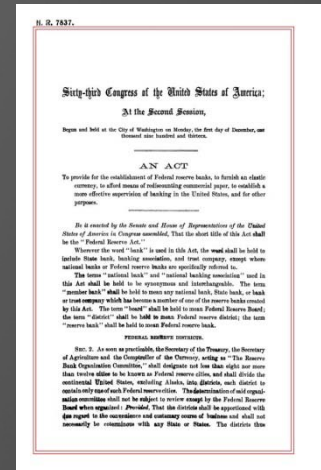 H. R. 7837.
Sixty-third Congress of the United States of America;
At the Second Session,
Begun and held at the City of Washington on Monday, the first day of December, one
thousand nine hundred and thirteen.
AN ACT
To provide for the establishment of Federal reserve banks, to furnish an elastic
currency, to afford means of rediscounting commercial paper, to establish a
more effective supervision of banking in the United States, and for other
purposes.
Be it enacted by the Senate and House of Representatives of the United
States of America in Congress assembled, That the short title of this Act shall
be the "Federal Reserve Act."
Wherever the word "bank" is used in this Act, the word shall be held to
include State bank, banking association, and trust company, except where
national banks or Federal reserve banks are specifically referred to.
The terms "national bank" and "national banking association" used in
this Act shall be held to be synonymous and interchangeable. The term
"member bank" shall be held to mean any national bank, State bank, or bank
or trust company which has become a member of one of the reserve banks created
by this Act. The term "board" shall be held to mean Federal Reserve Board;
the term "district" shall be held to mean Federal reserve district; the term
"reserve bank" shall be held to mean Federal reserve bank.
FEDERAL RESERVE DISTRICTS.
SEC. 2. As soon as practicable, the Secretary of the Treasury, the Secretary
of Agriculture and the Comptroller of the Currency, acting as "The Reserve
Bank Organization Committee," shall designate not less than eight nor more
than twelve cities to be known as Federal reserve cities, and shall divide the
continental United States, excluding Alaska, into districts, each district to
contain only one of such Federal reserve cities. The determination of said organi-
zation committee shall not be subject to review except by the Federal Reserve
Board when organized: Provided, That the districts shall be apportioned with
due regard to the convenience and customary course of business and shall not
necessarily be coterminous with any State or States. The districts thus